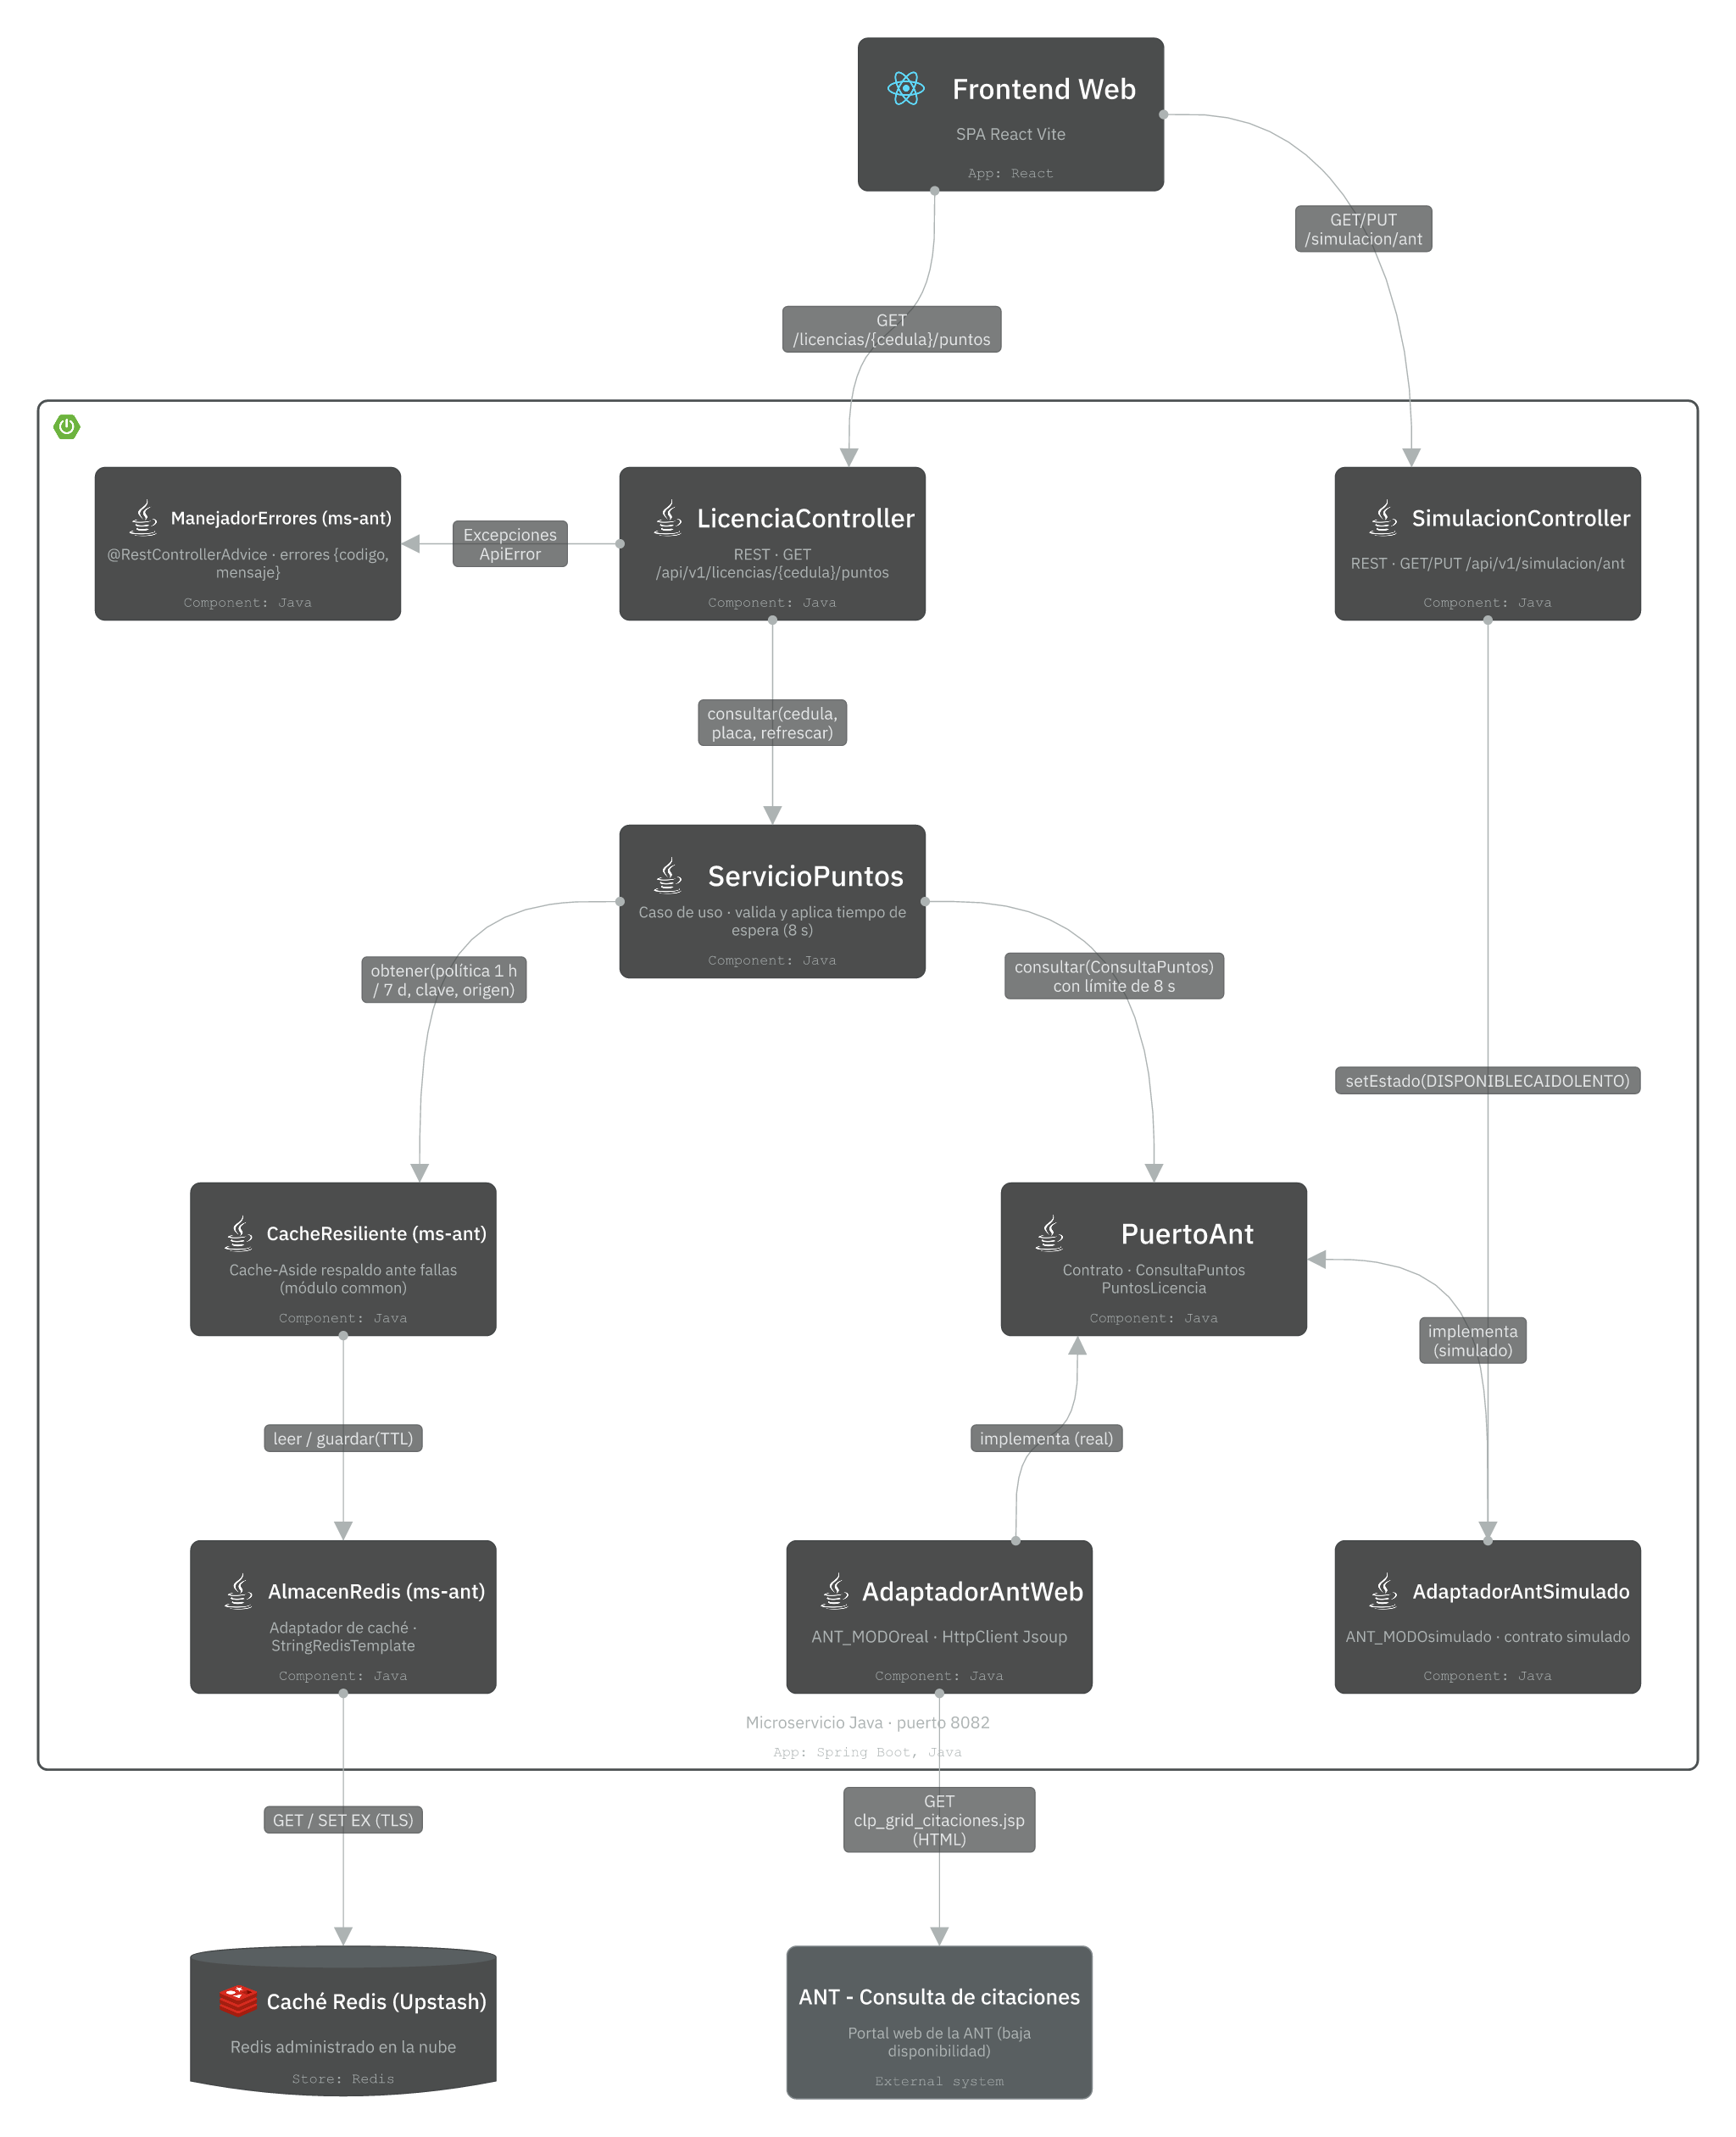 Frontend Web
SPA React Vite
App: React
GET/PUT
/simulacion/ant
GET
/licencias/{cedula}/puntos
ManejadorErrores (ms-ant)
@RestControllerAdvice · errores {codigo,
mensaje}
Component: Java
Excepciones
ApiError
LicenciaController
REST · GET
/api/v1/licencias/{cedula}/puntos
Component: Java
SimulacionController
REST · GET/PUT /api/v1/simulacion/ant
Component: Java
consultar(cedula,
placa, refrescar)
ServicioPuntos
Caso de uso · valida y aplica tiempo de
espera (8 s)
Component: Java
obtener(política 1 h
/ 7 d, clave, origen)
consultar(ConsultaPuntos)
con límite de 8 s
setEstado(DISPONIBLECAIDOLENTO)
CacheResiliente (ms-ant)
Cache-Aside respaldo ante fallas
(módulo common)
Component: Java
PuertoAnt
Contrato · ConsultaPuntos
PuntosLicencia
Component: Java
implementa
(simulado)
leer / guardar(TTL)
implementa (real)
AlmacenRedis (ms-ant)
Adaptador de caché ·
StringRedisTemplate
Component: Java
AdaptadorAntWeb
ANT_MODOreal · HttpClient Jsoup
Component: Java
AdaptadorAntSimulado
ANT_MODOsimulado · contrato simulado
Component: Java
Microservicio Java · puerto 8082
App: Spring Boot, Java
GET / SET EX (TLS)
GET
clp_grid_citaciones.jsp
(HTML)
Caché Redis (Upstash)
Redis administrado en la nube
Store: Redis
ANT - Consulta de citaciones
Portal web de la ANT (baja
disponibilidad)
External system